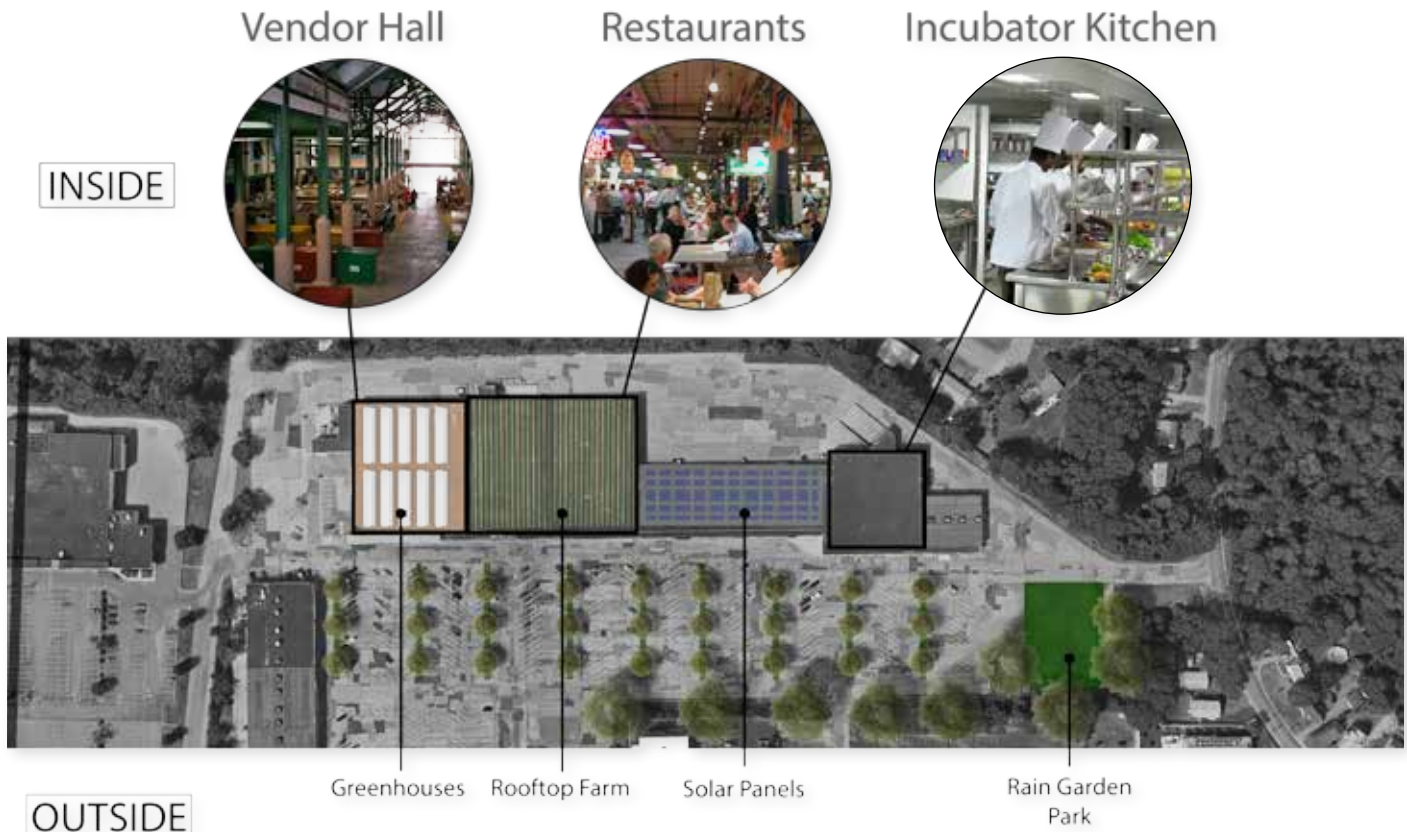 Vendor Hall
Restaurants
Incubator Kitchen
INSIDE
Greenhouses
Rooftop Farm
Solar Panels
Rain Garden
Park
OUTSIDE